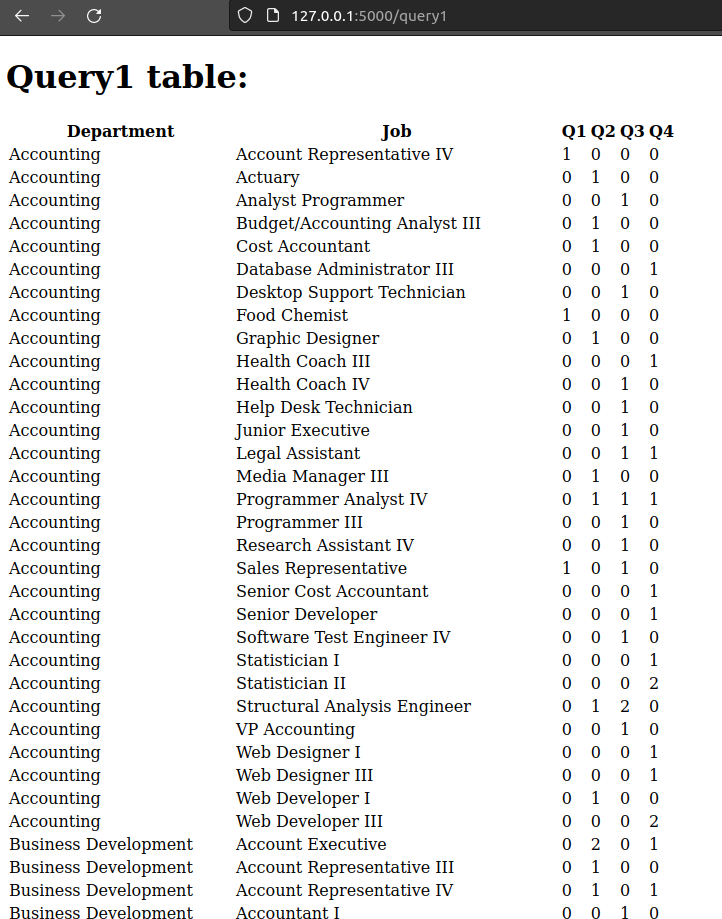 127.0.0.1:5000/query1
Query1 table:
Department Job Q1 Q2 Q3 Q4
Accounting Account Representative IV 1 0 0 0
Accounting Actuary 0 1 0 0
Accounting Analyst Programmer 0 0 1 0
Accounting Budget/Accounting Analyst III 0 1 0 0
Accounting Cost Accountant 0 1 0 0
Accounting Database Administrator III 0 0 0 1
Accounting Desktop Support Technician 0 0 1 0
Accounting Food Chemist 1 0 0 0
Accounting Graphic Designer 0 1 0 0
Accounting Health Coach III 0 0 0 1
Accounting Health Coach IV 0 0 1 0
Accounting Help Desk Technician 0 0 1 0
Accounting Junior Executive 0 0 1 0
Accounting Legal Assistant 0 0 1 1
Accounting Media Manager III 0 1 0 0
Accounting Programmer Analyst IV 0 1 1 1
Accounting Programmer III 0 0 1 0
Accounting Research Assistant IV 0 0 1 0
Accounting Sales Representative 1 0 1 0
Accounting Senior Cost Accountant 0 0 0 1
Accounting Senior Developer 0 0 0 1
Accounting Software Test Engineer IV 0 0 1 0
Accounting Statistician I 0 0 0 1
Accounting Statistician II 0 0 0 2
Accounting Structural Analysis Engineer 0 1 2 0
Accounting VP Accounting 0 0 1 0
Accounting Web Designer I 0 0 0 1
Accounting Web Designer III 0 0 0 1
Accounting Web Developer I 0 1 0 0
Accounting Web Developer III 0 0 0 2
Business Development Account Executive 0 2 0 1
Business Development Account Representative III 0 1 0 0
Business Development Account Representative IV 0 1 0 1
Business Development Accountant I 0 0 1 0